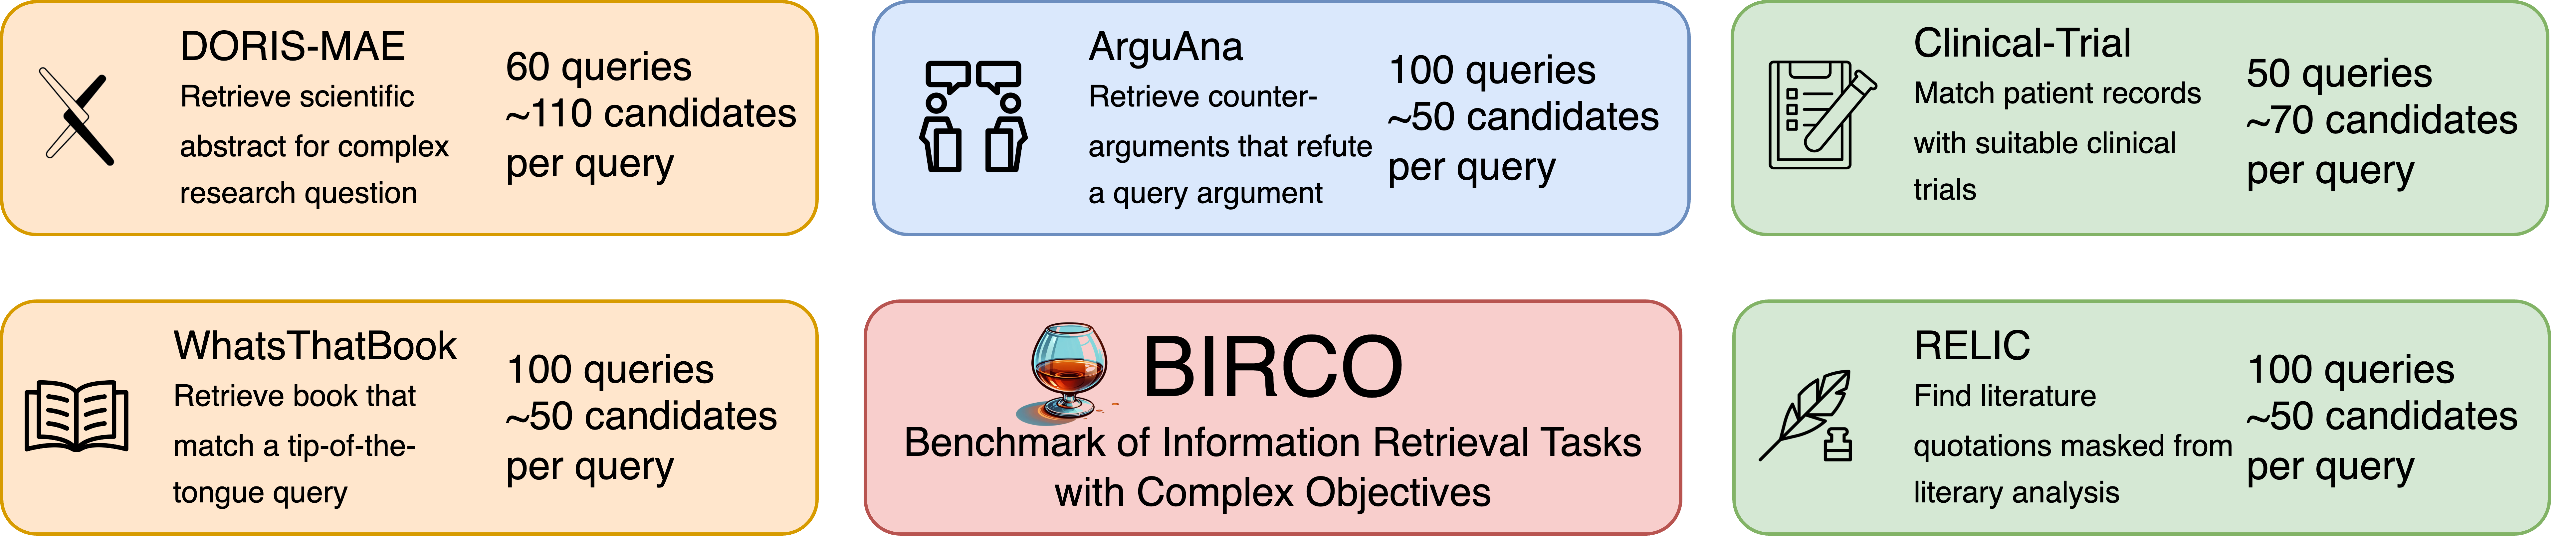 DORIS-MAE
Retrieve scientific
abstract for complex
research question
60 queries
~110 candidates
per query
ArguAna
Retrieve counter-
arguments that refute
a query argument
100 queries
~50 candidates
per query
Clinical-Trial
Match patient records
with suitable clinical
trials
50 queries
~70 candidates
per query
WhatsThatBook
Retrieve book that
match a tip-of-the-
tongue query
100 queries
~50 candidates
per query
BIRCO
Benchmark of Information Retrieval Tasks
with Complex Objectives
RELIC
Find literature
quotations masked from
literary analysis
100 queries
~50 candidates
per query